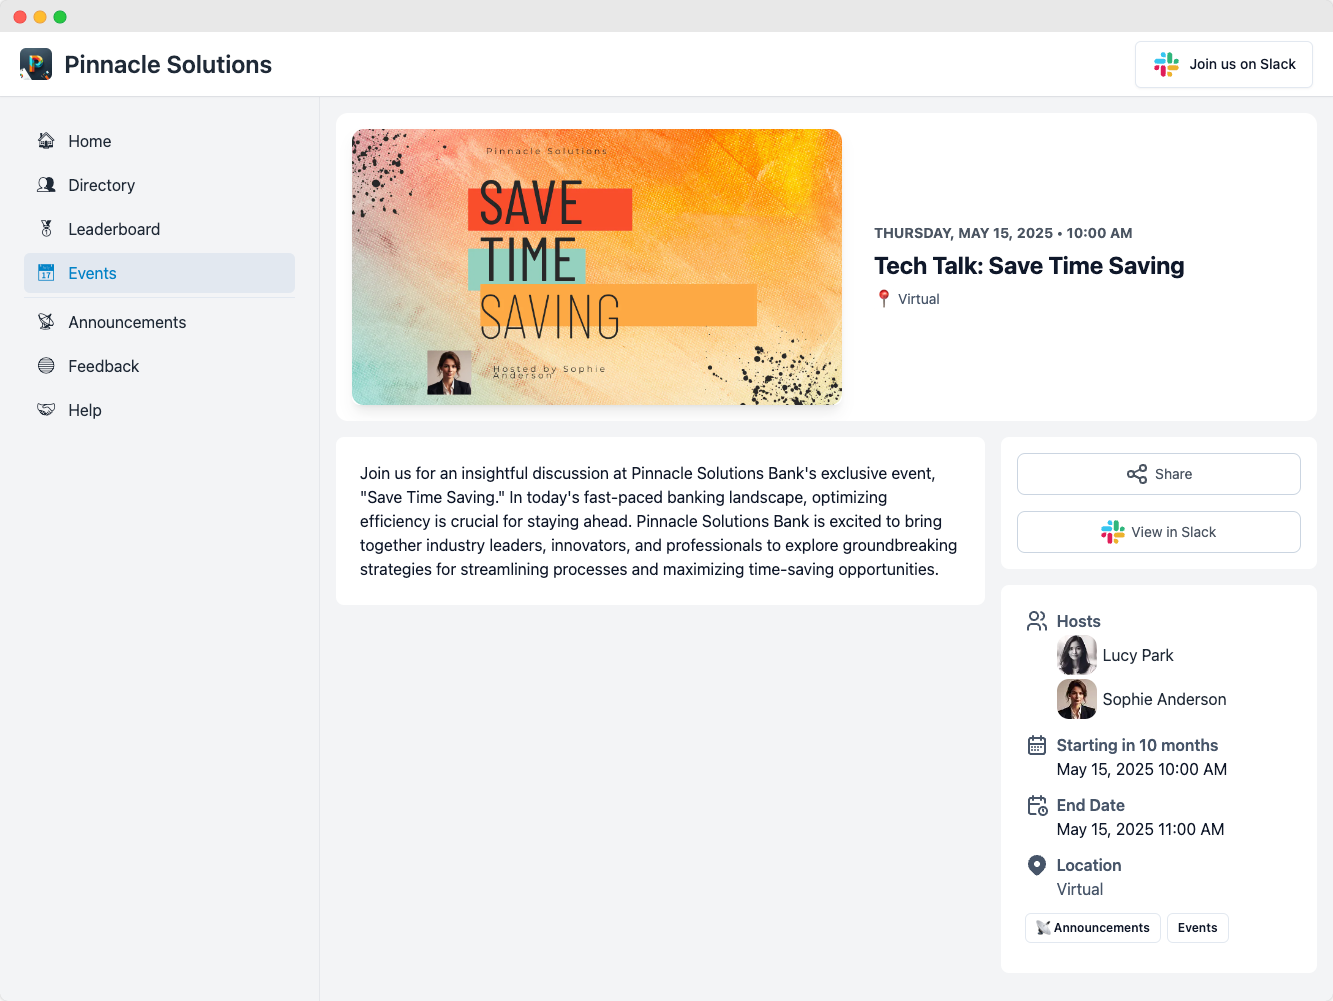 Pinnacle Solutions
Join us on Slack
Home
Directory
Leaderboard
17
Events
Announcements
Feedback
Help
Pinnacle Solutions
SAVE
TIME
SAVING
Hosted by Sophie
Anderson
THURSDAY, MAY 15, 2025 • 10:00 AM
Tech Talk: Save Time Saving
Virtual
Join us for an insightful discussion at Pinnacle Solutions Bank's exclusive event,
"Save Time Saving." In today's fast-paced banking landscape, optimizing
efficiency is crucial for staying ahead. Pinnacle Solutions Bank is excited to bring
together industry leaders, innovators, and professionals to explore groundbreaking
strategies for streamlining processes and maximizing time-saving opportunities.
Share
View in Slack
Hosts
Lucy Park
Sophie Anderson
Starting in 10 months
May 15, 2025 10:00 AM
End Date
May 15, 2025 11:00 AM
Location
Virtual
Announcements
Events